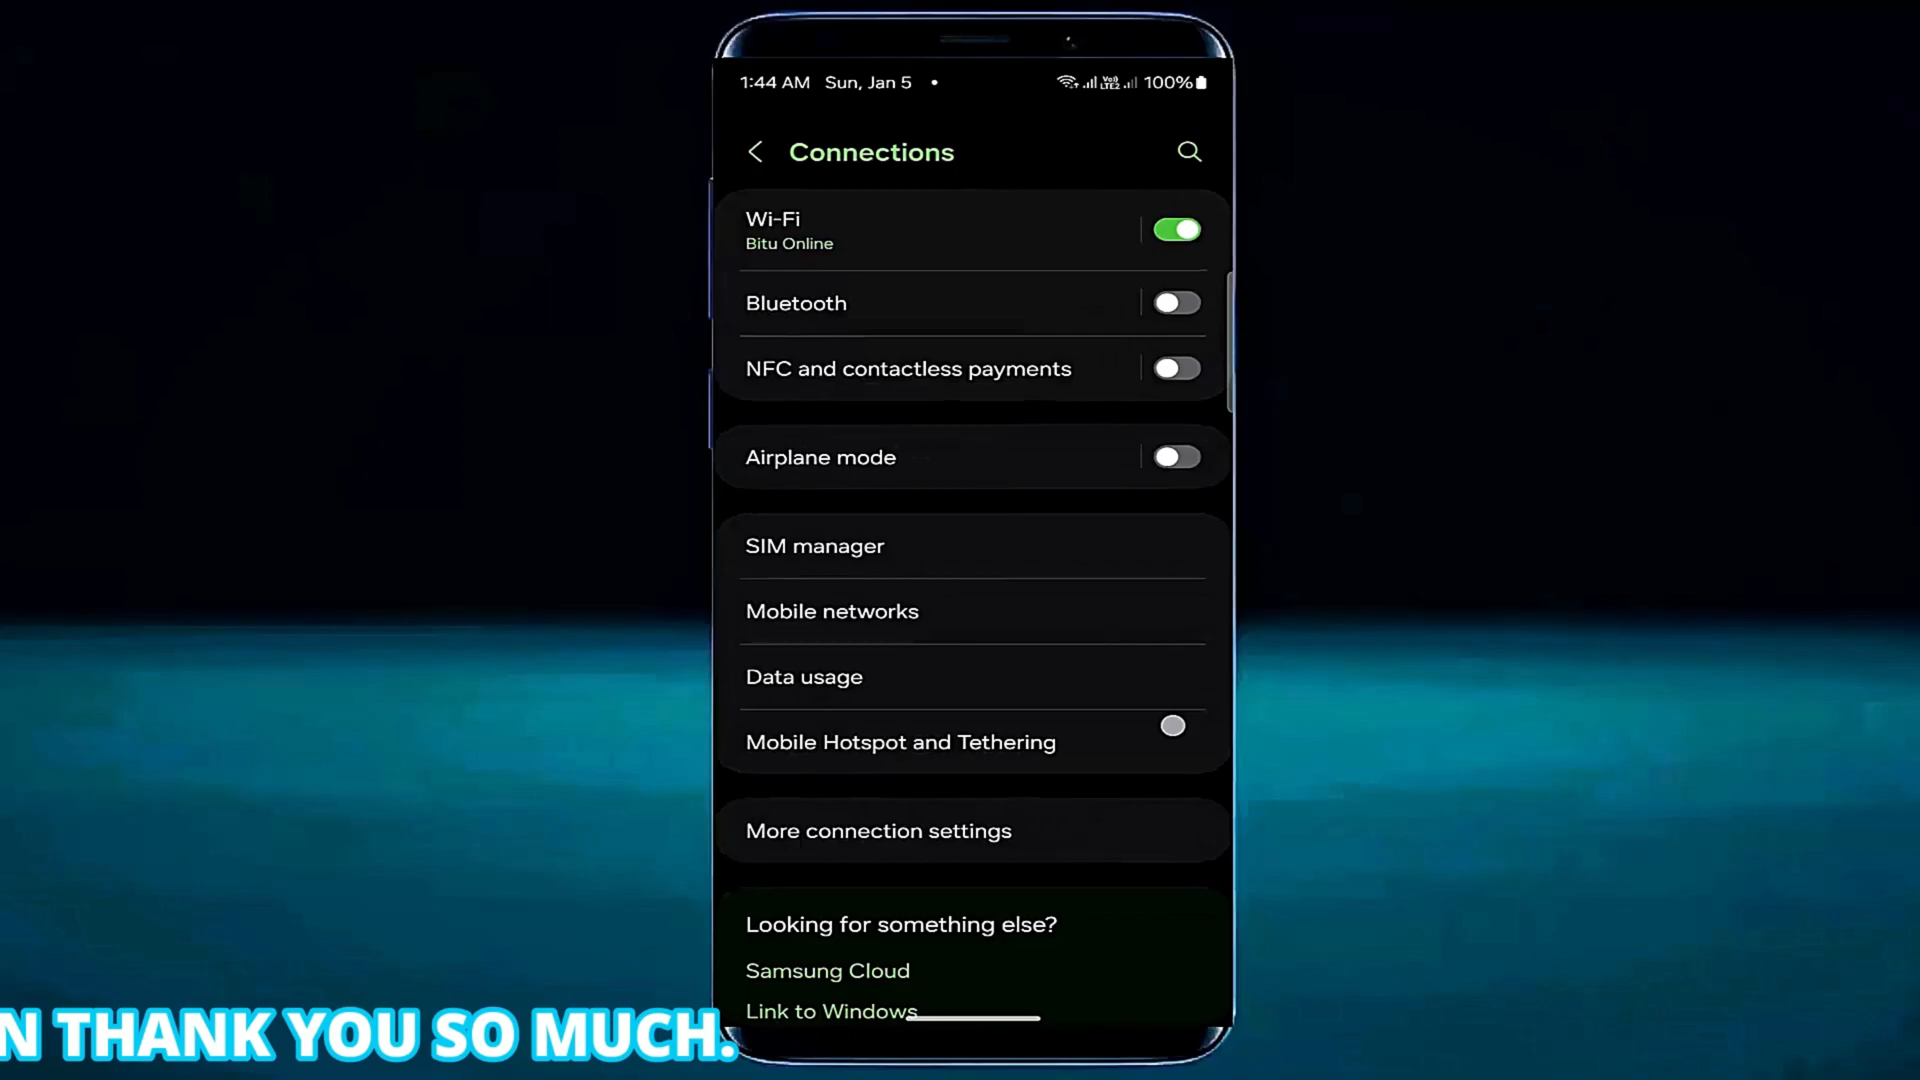 1:44 AM Sun, Jan 5 • 100%
Connections
Wi-Fi
Bitu Online
Bluetooth
NFC and contactless payments
Airplane mode
SIM manager
Mobile networks
Data usage
Mobile Hotspot and Tethering
More connection settings
Looking for something else?
Samsung Cloud
Link to Windows
N THANK YOU SO MUCH.